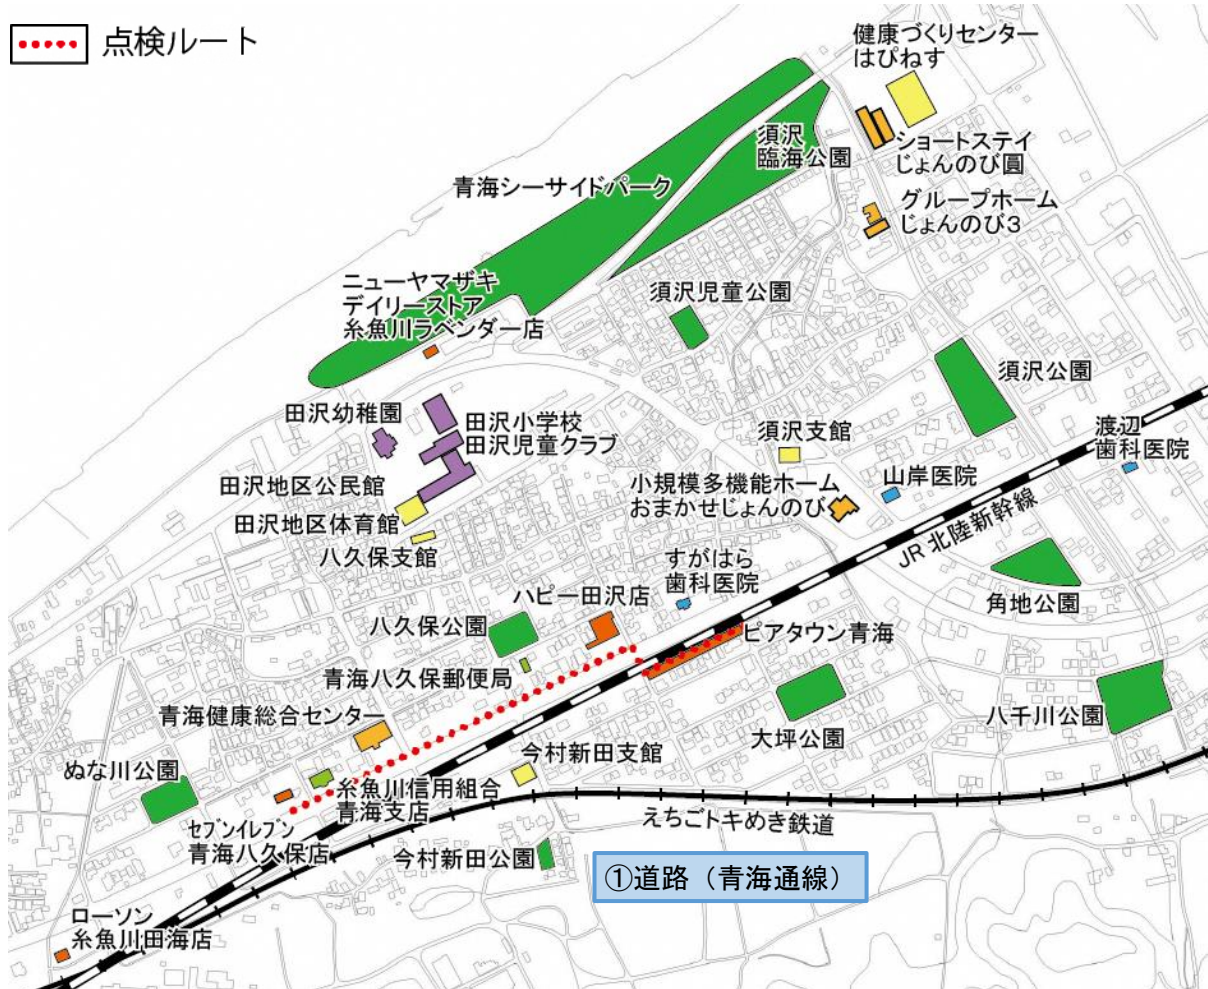 点検ルート
健康づくりセンター
はぴねす
須沢
臨海公園
ショートステイ
じょんのび圓
青海シーサイドパーク
グループホーム
じょんのび3
ニューヤマザキ
デイリーストア
糸魚川ラベンダー店
須沢児童公園
須沢公園
田沢幼稚園
田沢小学校
田沢児童クラブ
須沢支館
渡辺
歯科医院
田沢地区公民館
小規模多機能ホーム
おまかせじょんのび
山岸医院
田沢地区体育館
八久保支館
JR北陸新幹線
すがはら
歯科医院
ハピー田沢店
角地公園
八久保公園
ピアタウン青海
青海八久保郵便局
青海健康総合センター
大坪公園
八千川公園
今村新田支館
ぬな川公園
糸魚川信用組合
青海支店
セブンイレブン
青海八久保店
えちごトキめき鉄道
今村新田公園
①道路（青海通線）
ローソン
糸魚川田海店